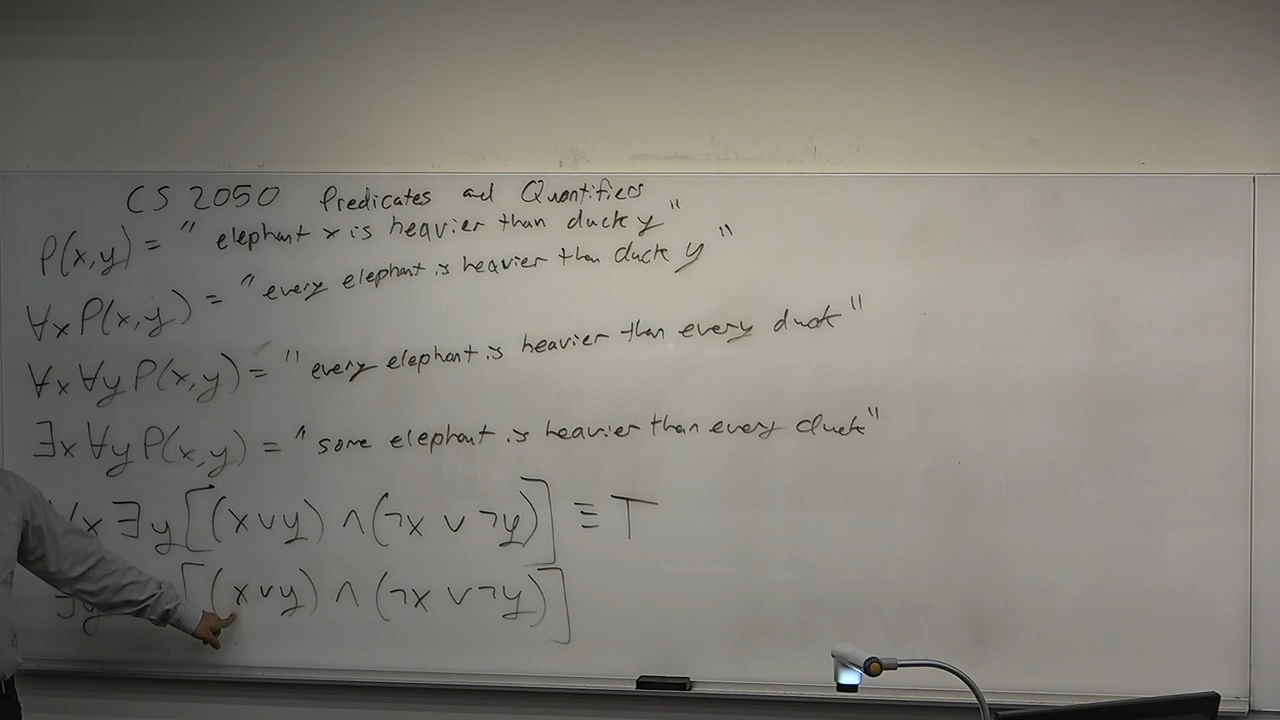 CS 2050 Predicates and Quantifiers
P(x,y) = "elephant x is heavier than duck y"
∀x P(x,y) = "every elephant is heavier than duck y"
∀x ∀y P(x,y) = "every elephant is heavier than every duck"
∃x ∀y P(x,y) = "some elephant is heavier than every duck"
∀x ∃y [(x∨y) ∧ (¬x ∨ ¬y)] ≡ T
∃y [(x∨y) ∧ (¬x ∨ ¬y)]